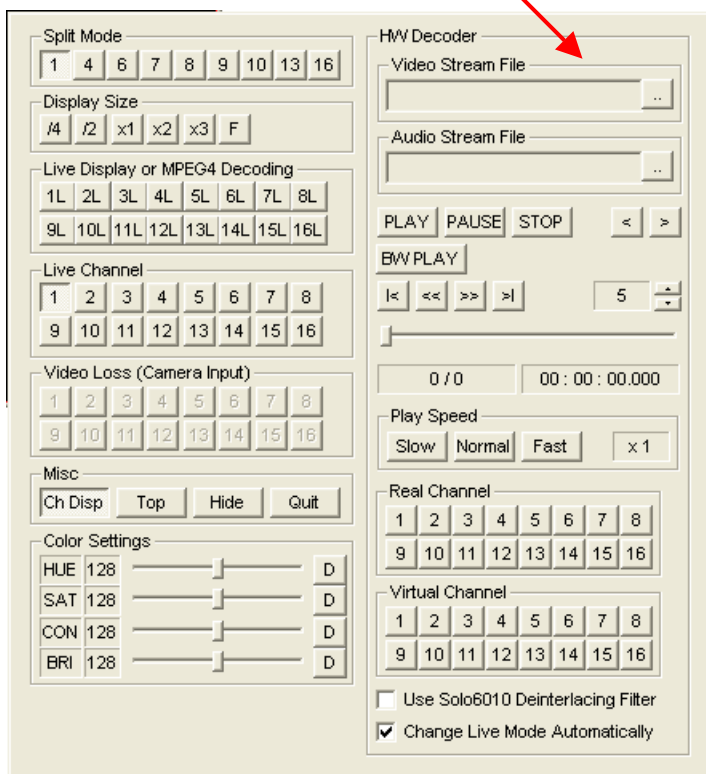 Split Mode
1 4 6 7 8 9 10 13 16
Display Size
/4 /2 x1 x2 x3 F
Live Display or MPEG4 Decoding
1L 2L 3L 4L 5L 6L 7L 8L
9L 10L 11L 12L 13L 14L 15L 16L
Live Channel
1 2 3 4 5 6 7 8
9 10 11 12 13 14 15 16
Video Loss (Camera Input)
1 2 3 4 5 6 7 8
9 10 11 12 13 14 15 16
Misc
Ch Disp Top Hide Quit
Color Settings
HUE 128 D
SAT 128 D
CON 128 D
BRI 128 D
HW Decoder
Video Stream File
..
Audio Stream File
..
PLAY PAUSE STOP < >
BW PLAY
|< << >> >| 5
0 / 0 00 : 00 : 00.000
Play Speed
Slow Normal Fast x 1
Real Channel
1 2 3 4 5 6 7 8
9 10 11 12 13 14 15 16
Virtual Channel
1 2 3 4 5 6 7 8
9 10 11 12 13 14 15 16
Use Solo6010 Deinterlacing Filter
Change Live Mode Automatically